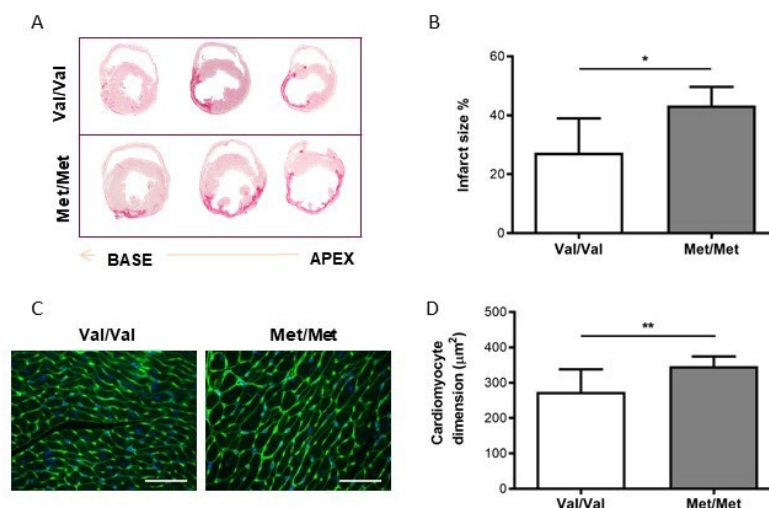 A
Val/Val
Met/Met
BASE
APEX
B
Infarct size %
60
40
20
0
*
Val/Val
Met/Met
C
Val/Val
Met/Met
D
Cardiomyocyte
dimension (μm²)
500
400
300
200
100
0
**
Val/Val
Met/Met